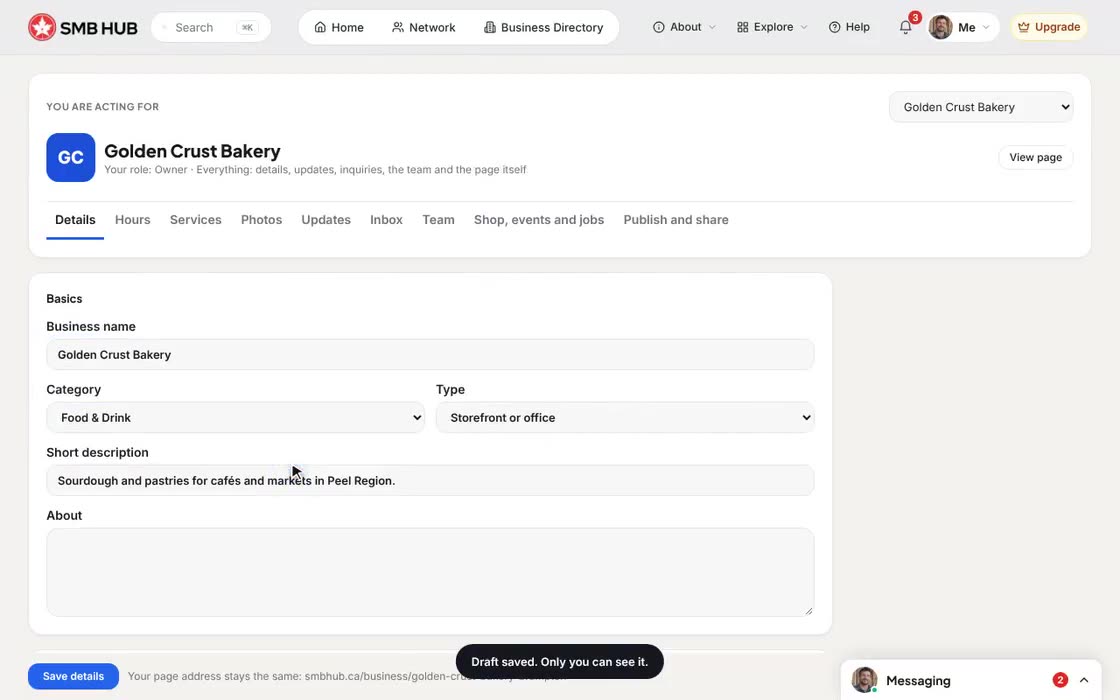 SMB HUB
Search
⌘K
Home
Network
Business Directory
About
Explore
Help
3
Me
Upgrade
YOU ARE ACTING FOR
Golden Crust Bakery
GC
Golden Crust Bakery
Your role: Owner · Everything: details, updates, inquiries, the team and the page itself
View page
Details
Hours
Services
Photos
Updates
Inbox
Team
Shop, events and jobs
Publish and share
Basics
Business name
Golden Crust Bakery
Category
Type
Food & Drink
Storefront or office
Short description
Sourdough and pastries for cafés and markets in Peel Region.
About
Draft saved. Only you can see it.
Save details
Your page address stays the same: smbhub.ca/business/golden-crust
Messaging
2